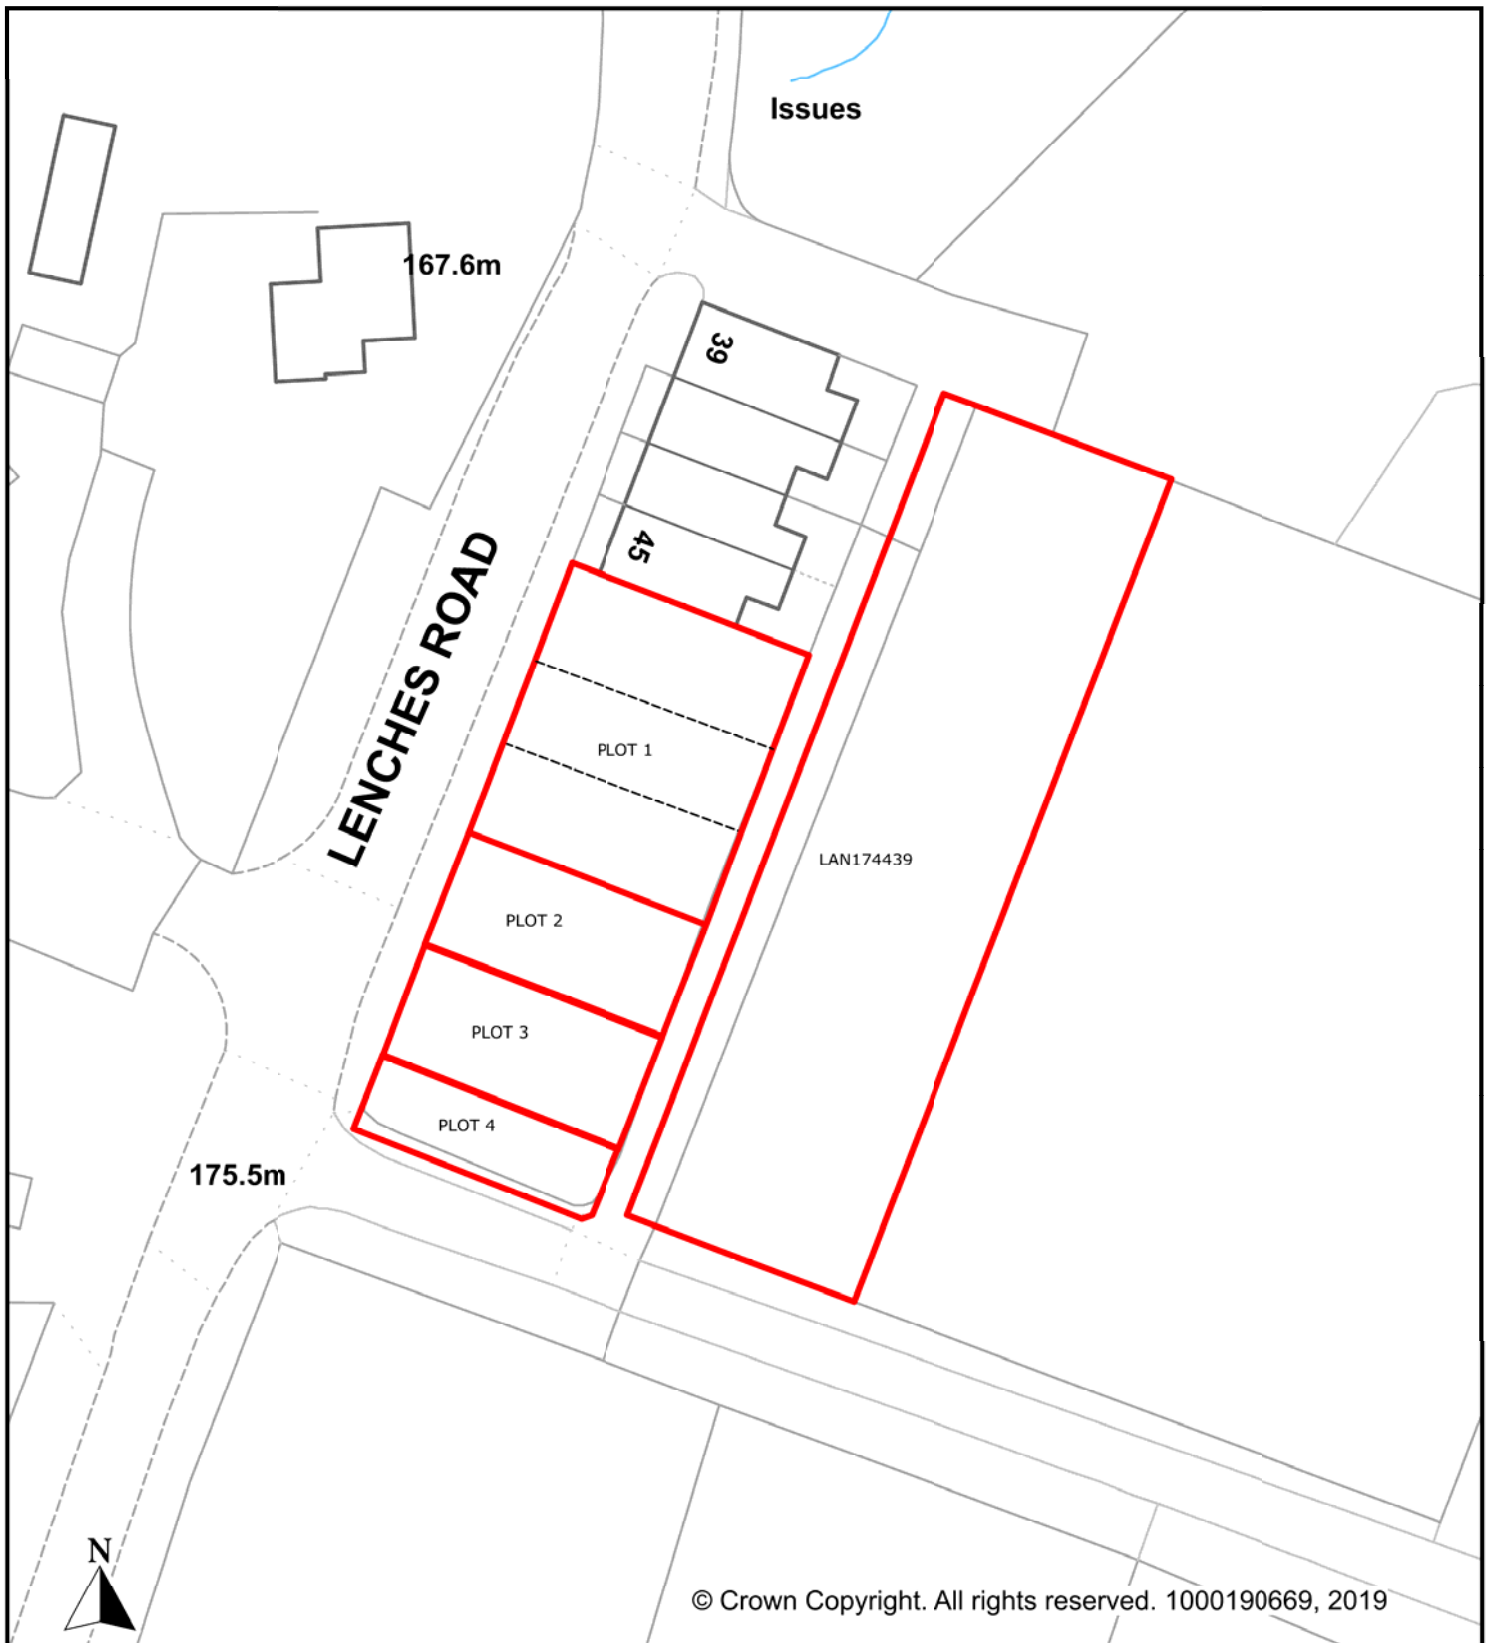 Issues
167.6m
39
45
LENCHES ROAD
PLOT 1
LAN174439
PLOT 2
PLOT 3
PLOT 4
175.5m
N
© Crown Copyright. All rights reserved. 1000190669, 2019